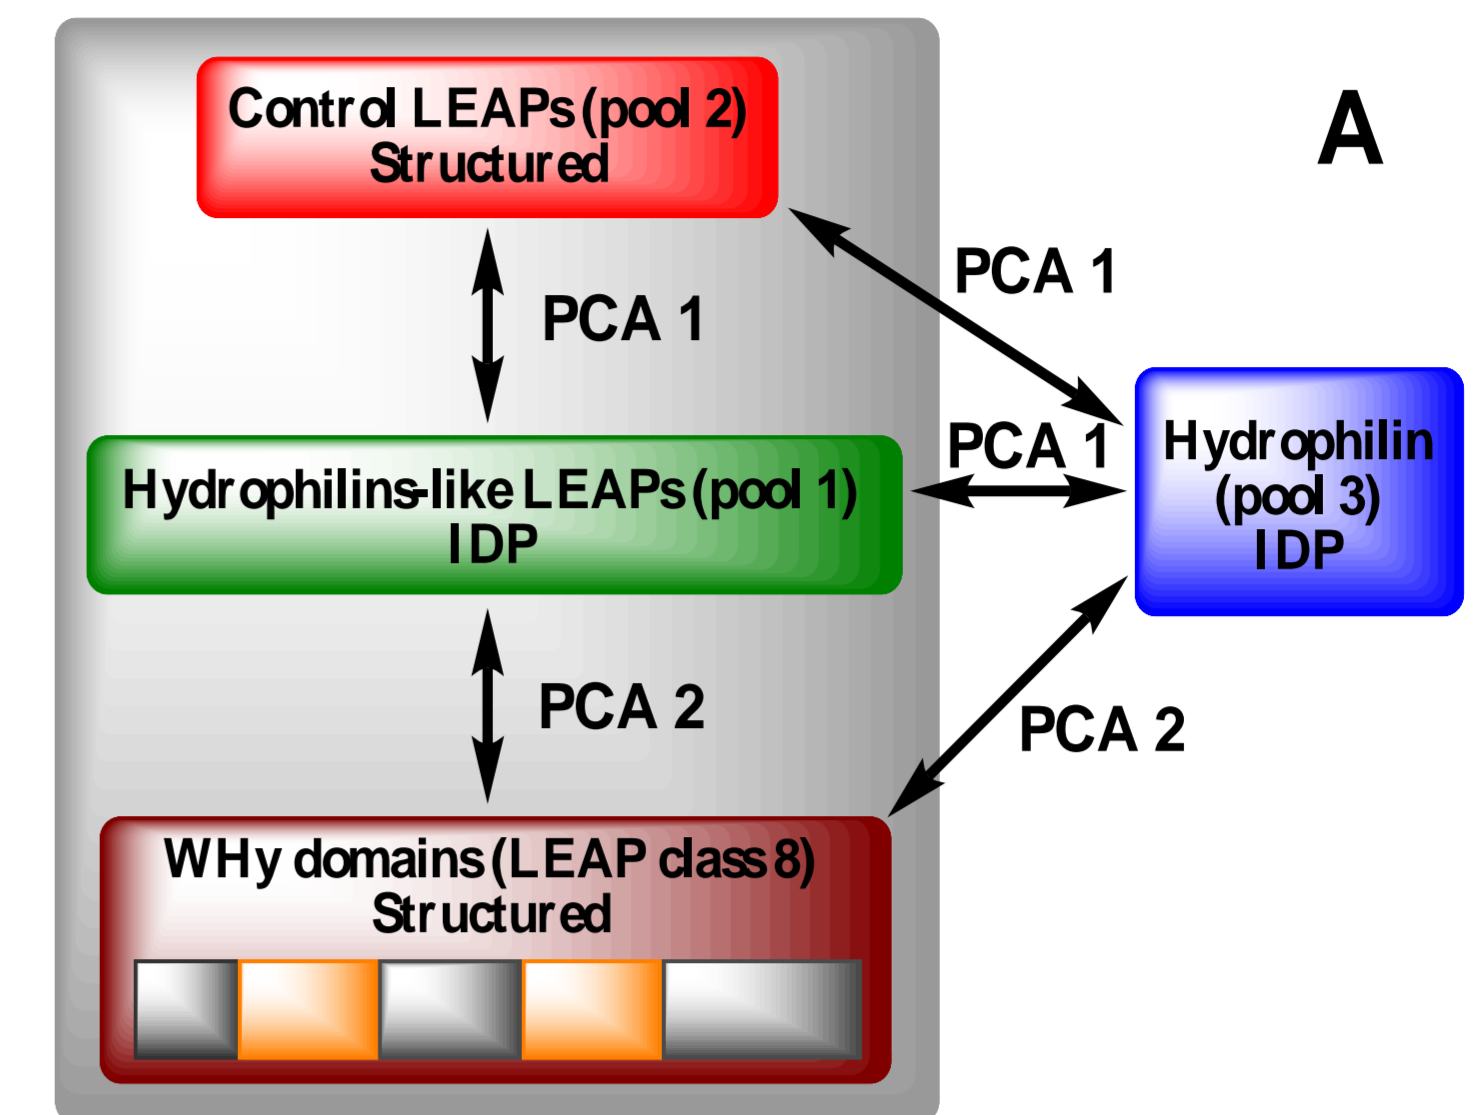 Control LEAPs (pool 2)
Structured
A
PCA 1
PCA 1
PCA 1
Hydrophilins-like LEAPs (pool 1)
IDP
Hydrophilin
(pool 3)
IDP
PCA 2
PCA 2
WHy domains (LEAP class 8)
Structured